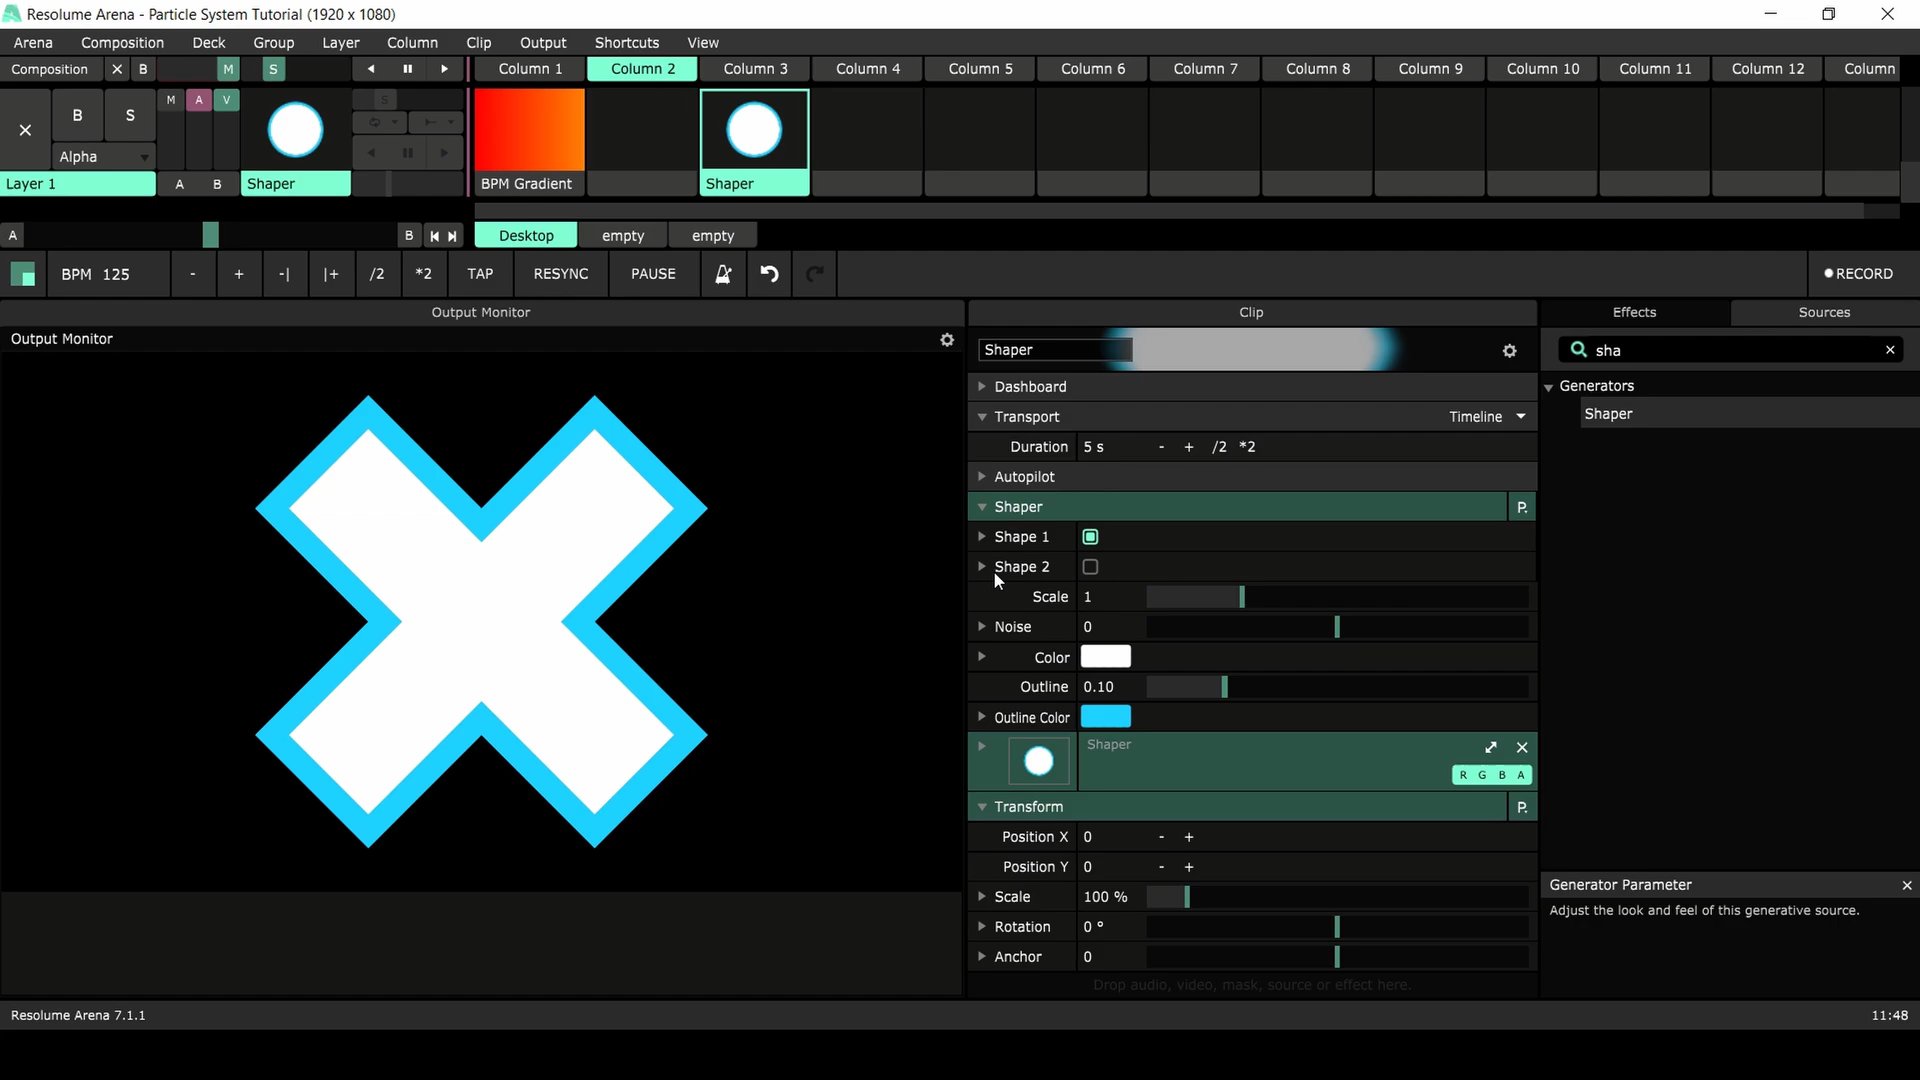 Resolume Arena - Particle System Tutorial (1920 x 1080)
Arena Composition Deck Group Layer Column Clip Output Shortcuts View
Composition X B M S Column 1 Column 2 Column 3 Column 4 Column 5 Column 6 Column 7 Column 8 Column 9 Column 10 Column 11 Column 12 Column
M A V S
B S
Alpha
Layer 1 A B Shaper BPM Gradient Shaper
A B Desktop empty empty
BPM 125 - + -| |+ /2 *2 TAP RESYNC PAUSE RECORD
Output Monitor Clip Effects Sources
Output Monitor
Shaper
sha
Dashboard
Generators
Shaper
Transport Timeline
Duration 5 s - + /2 *2
Autopilot
Shaper P.
Shape 1
Shape 2
Scale 1
Noise 0
Color
Outline 0.10
Outline Color
Shaper
R G B A
Transform P.
Position X 0 - +
Position Y 0 - +
Scale 100 %
Rotation 0 °
Anchor 0
Drop audio, video, mask, source or effect here.
Generator Parameter
Adjust the look and feel of this generative source.
Resolume Arena 7.1.1 11:48